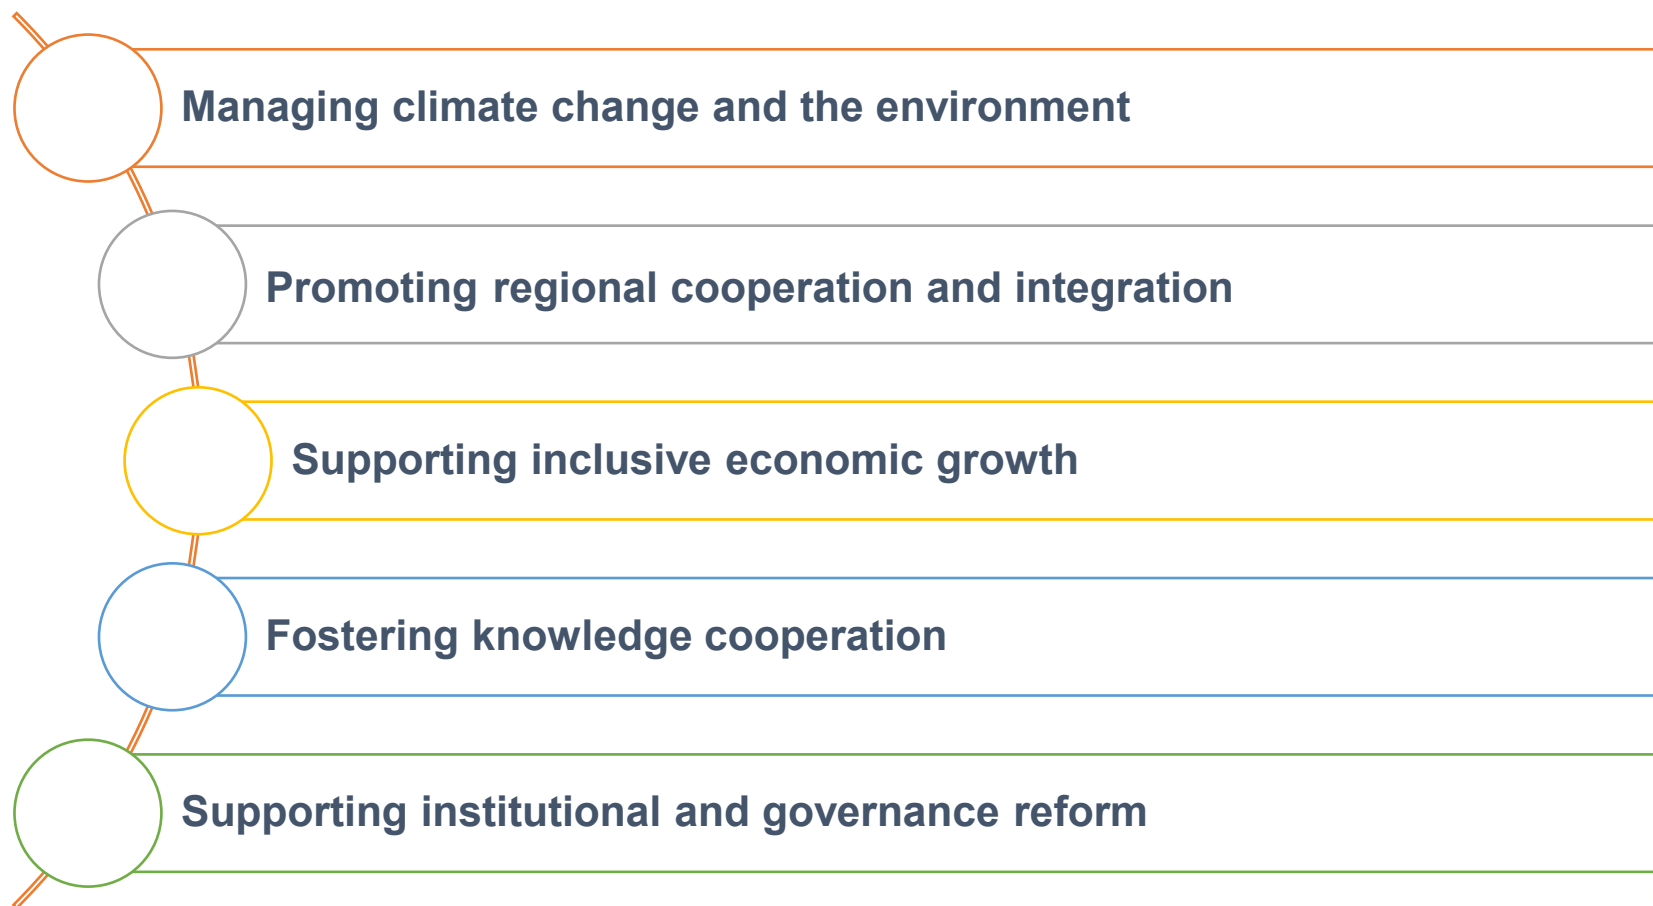 Managing climate change and the environment
Promoting regional cooperation and integration
Supporting inclusive economic growth
Fostering knowledge cooperation
Supporting institutional and governance reform